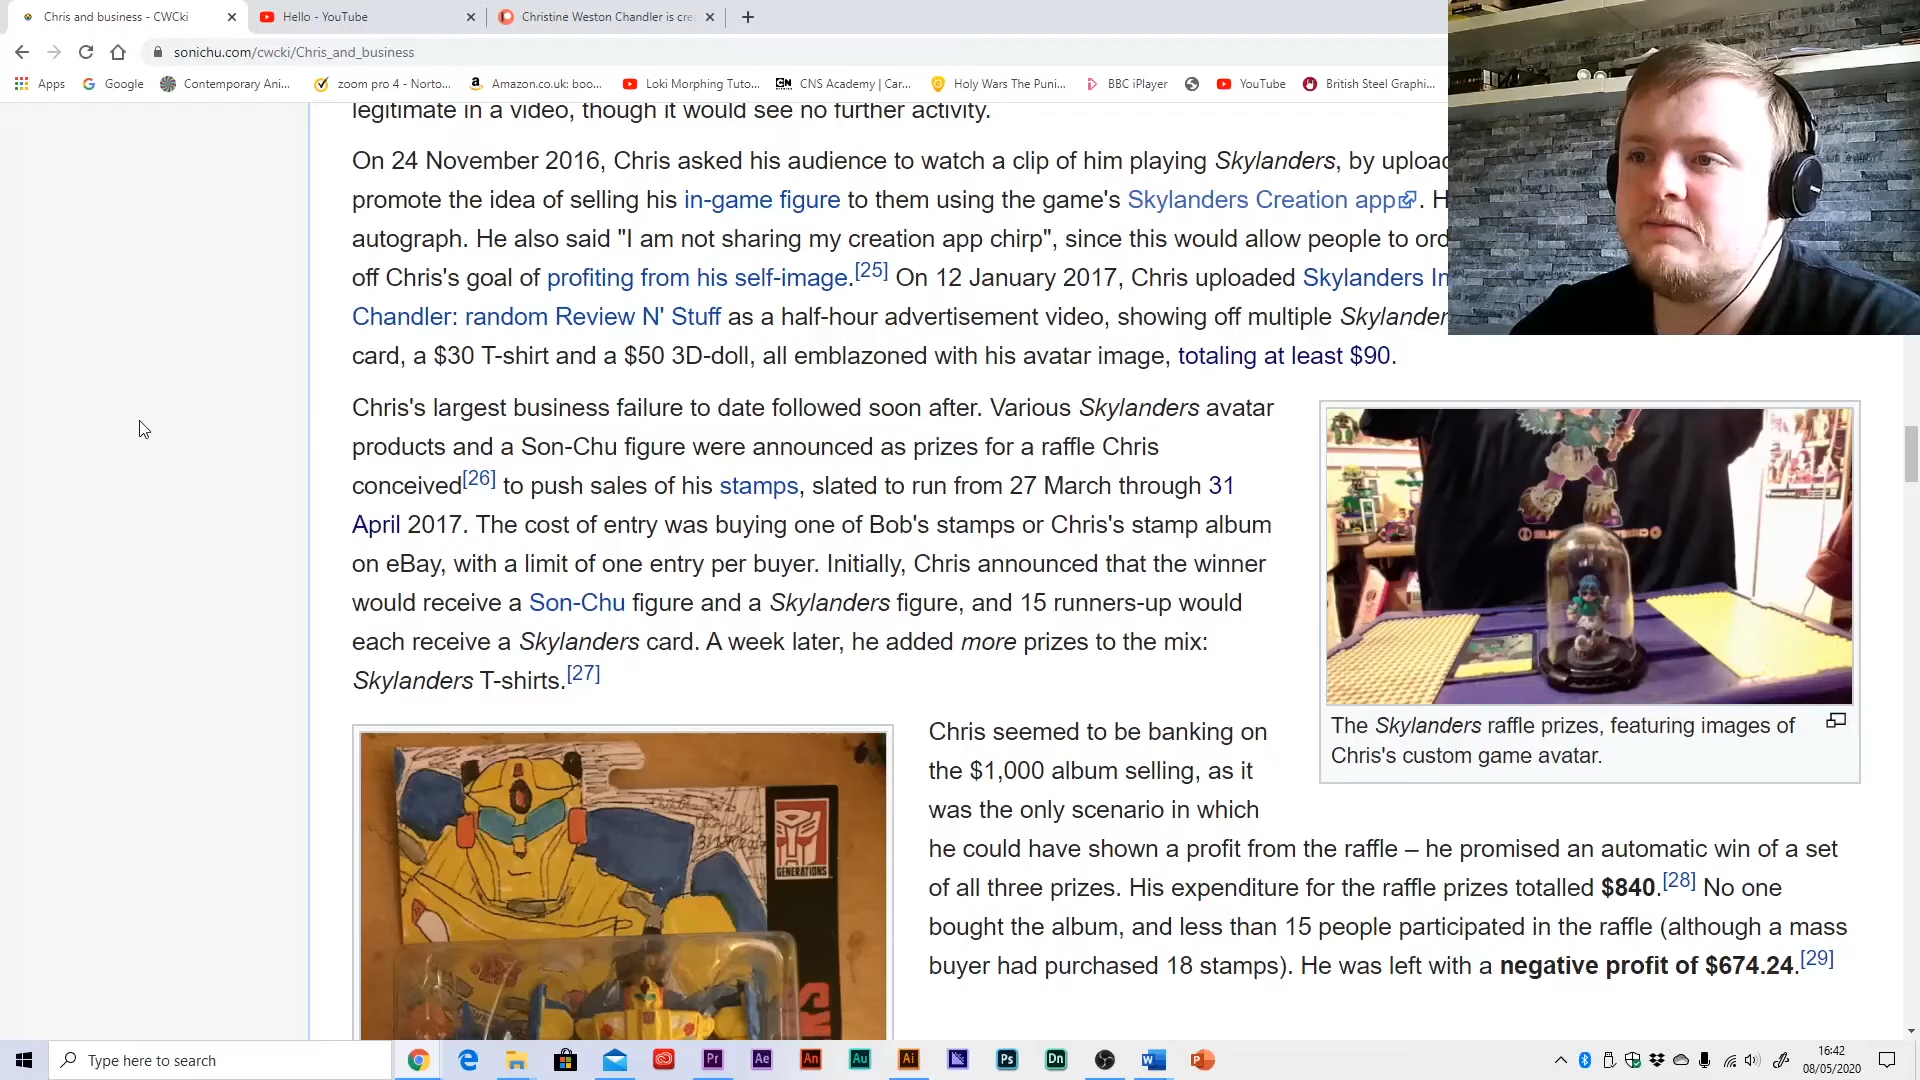 Chris and business - CWCki
Hello - YouTube
Christine Weston Chandler is cre
sonichu.com/cwcki/Chris_and_business
Apps
Google
Contemporary Ani...
zoom pro 4 - Norto...
Amazon.co.uk: boo...
Loki Morphing Tuto...
CNS Academy | Car...
Holy Wars The Puni...
BBC iPlayer
YouTube
British Steel Graphi...
legitimate in a video, though it would see no further activity.
On 24 November 2016, Chris asked his audience to watch a clip of him playing Skylanders, by uploac
promote the idea of selling his in-game figure to them using the game's Skylanders Creation app. H
autograph. He also said "I am not sharing my creation app chirp", since this would allow people to ord
off Chris's goal of profiting from his self-image.[25] On 12 January 2017, Chris uploaded Skylanders In
Chandler: random Review N' Stuff as a half-hour advertisement video, showing off multiple Skylander
card, a $30 T-shirt and a $50 3D-doll, all emblazoned with his avatar image, totaling at least $90.
Chris's largest business failure to date followed soon after. Various Skylanders avatar
products and a Son-Chu figure were announced as prizes for a raffle Chris
conceived[26] to push sales of his stamps, slated to run from 27 March through 31
April 2017. The cost of entry was buying one of Bob's stamps or Chris's stamp album
on eBay, with a limit of one entry per buyer. Initially, Chris announced that the winner
would receive a Son-Chu figure and a Skylanders figure, and 15 runners-up would
each receive a Skylanders card. A week later, he added more prizes to the mix:
Skylanders T-shirts.[27]
The Skylanders raffle prizes, featuring images of
Chris's custom game avatar.
GENERATIONS
Chris seemed to be banking on
the $1,000 album selling, as it
was the only scenario in which
he could have shown a profit from the raffle – he promised an automatic win of a set
of all three prizes. His expenditure for the raffle prizes totalled $840.[28] No one
bought the album, and less than 15 people participated in the raffle (although a mass
buyer had purchased 18 stamps). He was left with a negative profit of $674.24.[29]
Type here to search
16:42
08/05/2020